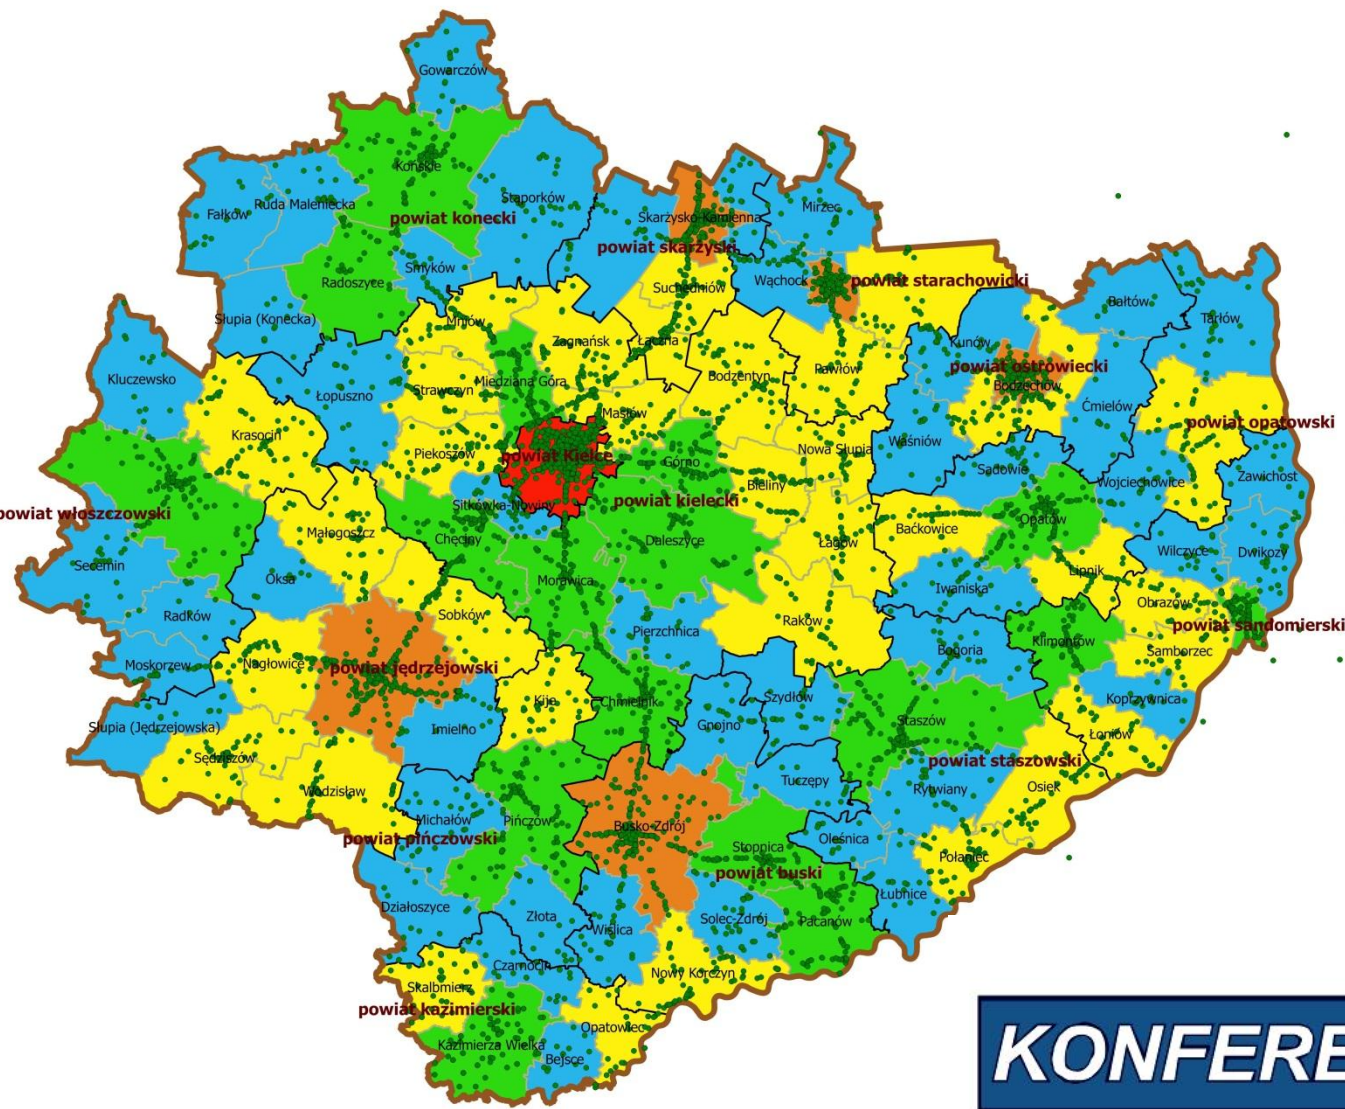 Gowarczów
Końskie
Ruda Maleniecka
Stąporków
Fałków
powiat konecki
Skarżysko-Kamienna
Mirzec
powiat skarżyski
Smyków
Radoszyce
Suchedniów
Wąchock
powiat starachowicki
Bałtów
Tarłów
Słupia (Konecka)
Mniów
Zagnańsk
Łączna
Kunów
powiat ostrowiecki
Bodzechów
Kluczewsko
Łopuszno
Strawczyn
Miedziana Góra
Bodzentyn
Pawłów
Ćmielów
Masłów
powiat opatowski
Krasocin
Piekoszów
powiat Kielce
Górno
Nowa Słupia
Waśniów
Sadowie
Wojciechowice
Zawichost
Bieliny
powiat kielecki
Sitkówka-Nowiny
powiat włoszczowski
Małogoszcz
Chęciny
Daleszyce
Łagów
Baćkowice
Opatów
Wilczyce
Dwikozy
Secemin
Oksa
Morawica
Iwaniska
Lipnik
Obrazów
Radków
Sobków
Pierzchnica
Raków
Klimontów
powiat sandomierski
Bogoria
Samborzec
Moskorzew
Nagłowice
powiat jędrzejowski
Kije
Chmielnik
Szydłów
Koprzywnica
Słupia (Jędrzejowska)
Imielno
Gnojno
Staszów
Łoniów
Sędziszów
powiat staszowski
Wodzisław
Tuczępy
Rytwiany
Osiek
Michałów
Pińczów
Busko-Zdrój
powiat pińczowski
Stopnica
Oleśnica
Połaniec
powiat buski
Łubnice
Działoszyce
Złota
Wiślica
Solec-Zdrój
Pacanów
Czarnocin
Skalbmierz
Nowy Korczyn
powiat kazimierski
Opatowiec
Kazimierza Wielka
Bejsce
KONFERE